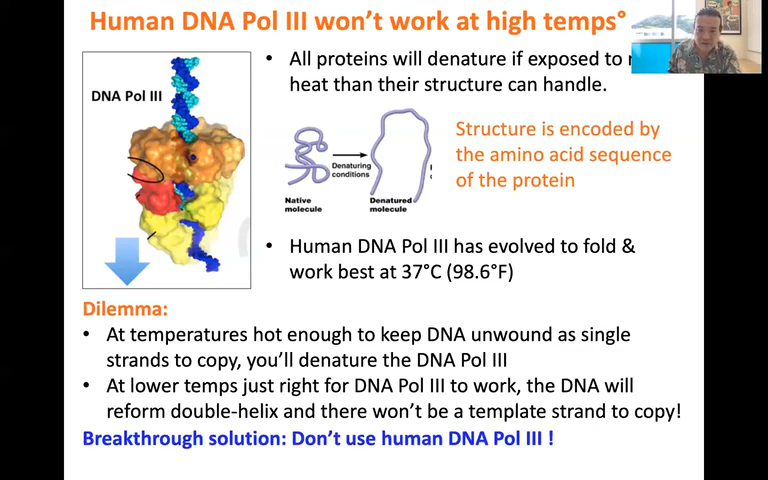 Human DNA Pol III won't work at high temps°
DNA Pol III
• All proteins will denature if exposed to
heat than their structure can handle.
Denaturing
conditions
Native
molecule
Denatured
molecule
Structure is encoded by
the amino acid sequence
of the protein
• Human DNA Pol III has evolved to fold &
work best at 37°C (98.6°F)
Dilemma:
• At temperatures hot enough to keep DNA unwound as single
strands to copy, you'll denature the DNA Pol III
• At lower temps just right for DNA Pol III to work, the DNA will
reform double-helix and there won't be a template strand to copy!
Breakthrough solution: Don't use human DNA Pol III !